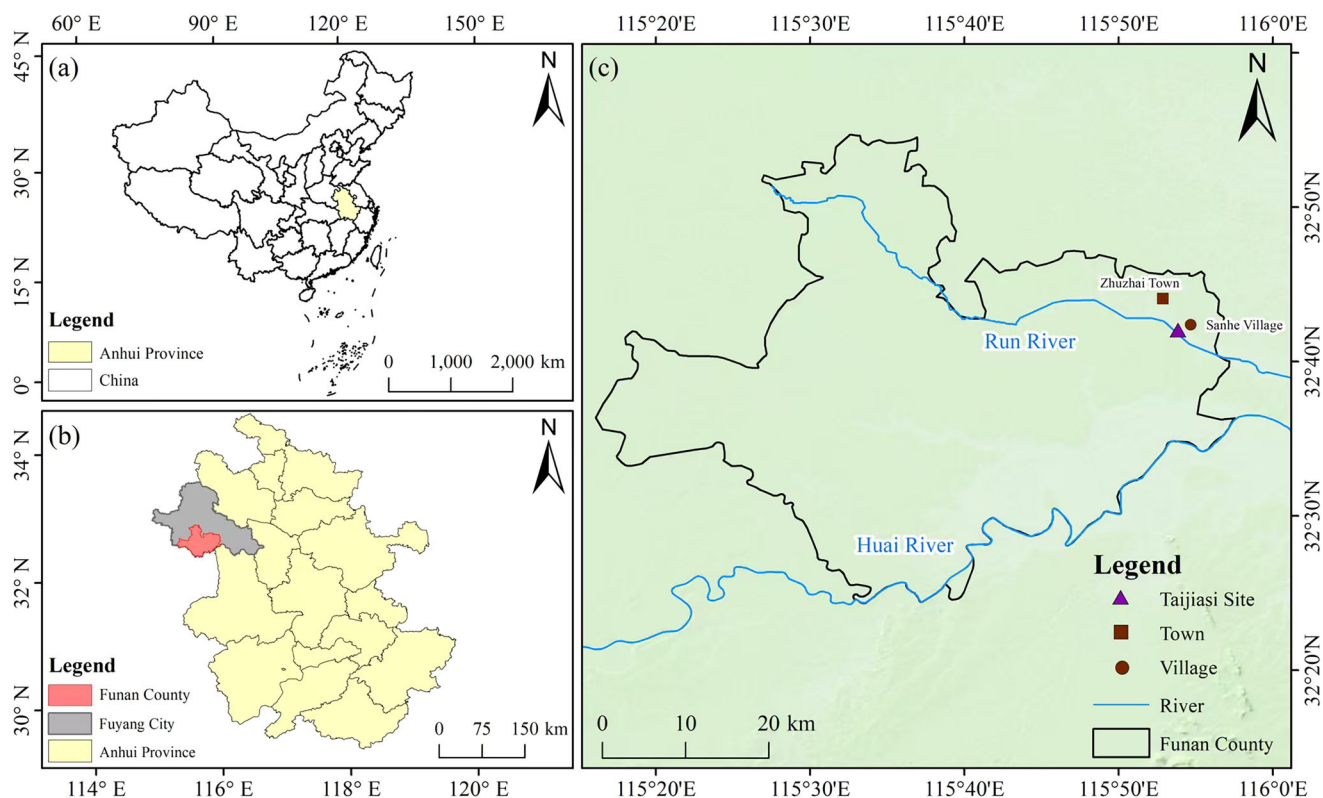 60° E
90° E
120° E
150° E
115°20'E
115°30'E
115°40'E
115°50'E
116°0'E
45° N
30° N
15° N
0°
(a)
N
Legend
Anhui Province
China
0
1,000
2,000 km
34° N
32° N
30° N
(b)
N
Legend
Funan County
Fuyang City
Anhui Province
0
75
150 km
114° E
116° E
118° E
120° E
(c)
N
Zhuzhai Town
Sanhe Village
Run River
Huai River
Legend
Taijiasi Site
Town
Village
River
Funan County
0
10
20 km
32°50'N
32°40'N
32°30'N
32°20'N
115°20'E
115°30'E
115°40'E
115°50'E
116°0'E